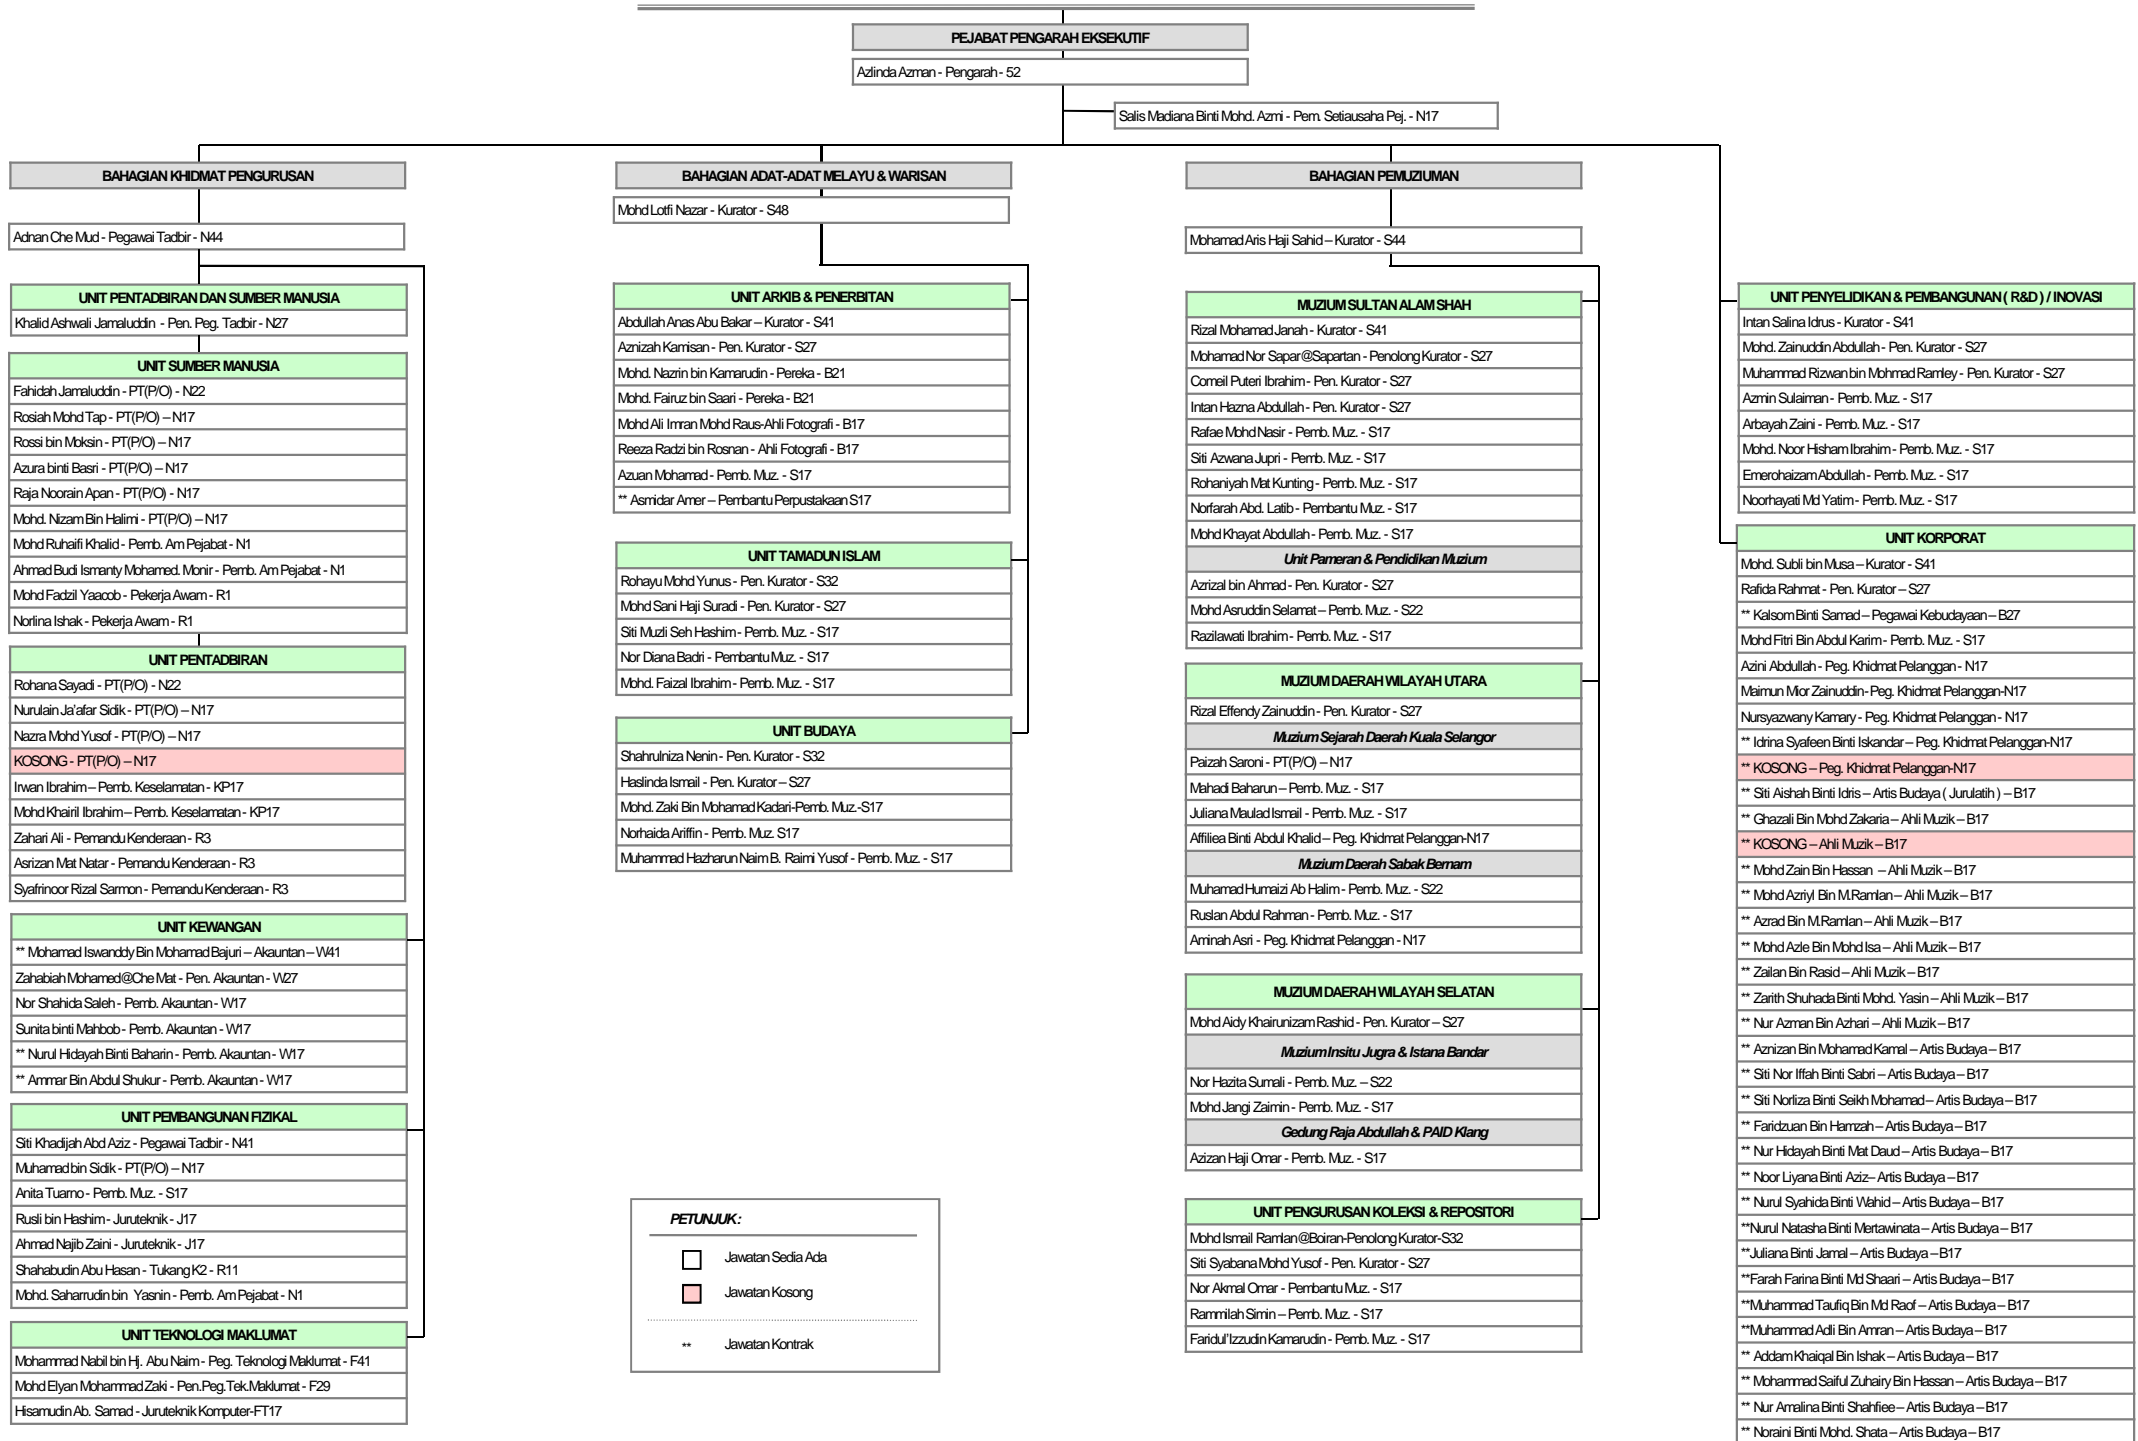 PEJABAT PENGARAH EKSEKUTIF
Azlinda Azman - Pengarah - 52
Salis Madiana Binti Mohd. Azmi - Pem. Setiausaha Pej. - N17
BAHAGIAN KHIDMAT PENGURUSAN
Adnan Che Mud - Pegawai Tadbir - N44
UNIT PENTADBIRAN DAN SUMBER MANUSIA
Khalid Ashwali Jamaluddin - Pen. Peg. Tadbir - N27
UNIT SUMBER MANUSIA
Fahidah Jamaluddin - PT(P/O) - N22
Rosiah Mohd Tap - PT(P/O) – N17
Rossi bin Moksin - PT(P/O) – N17
Azura binti Basri - PT(P/O) – N17
Raja Noorain Apan - PT(P/O) - N17
Mohd. Nizam Bin Halimi - PT(P/O) – N17
Mohd Ruhaifi Khalid - Pemb. Am Pejabat - N1
Ahmad Budi Ismanty Mohamed. Monir - Pemb. Am Pejabat - N1
Mohd Fadzil Yaacob - Pekerja Awam - R1
Norlina Ishak - Pekerja Awam - R1
UNIT PENTADBIRAN
Rohana Sayadi - PT(P/O) - N22
Nurulain Ja'afar Sidik - PT(P/O) – N17
Nazra Mohd Yusof - PT(P/O) – N17
KOSONG - PT(P/O) – N17
Irwan Ibrahim – Pemb. Keselamatan - KP17
Mohd Khairil Ibrahim – Pemb. Keselamatan - KP17
Zahari Ali - Pemandu Kenderaan - R3
Asrizan Mat Natar - Pemandu Kenderaan - R3
Syafrinoor Rizal Sarmon - Pemandu Kenderaan - R3
UNIT KEWANGAN
** Mohamad Iswanddy Bin Mohamad Bajuri – Akauntan – W41
Zahabiah Mohamed@Che Mat - Pen. Akauntan - W27
Nor Shahida Saleh - Pemb. Akauntan - W17
Sunita binti Mahbob - Pemb. Akauntan - W17
** Nurul Hidayah Binti Baharin - Pemb. Akauntan - W17
** Ammar Bin Abdul Shukur - Pemb. Akauntan - W17
UNIT PEMBANGUNAN FIZIKAL
Siti Khadijah Abd Aziz - Pegawai Tadbir - N41
Muhamad bin Sidik - PT(P/O) – N17
Anita Tuarno - Pemb. Muz. - S17
Rusli bin Hashim - Juruteknik - J17
Ahmad Najib Zaini - Juruteknik - J17
Shahabudin Abu Hasan - Tukang K2 - R11
Mohd. Saharrudin bin Yasnin - Pemb. Am Pejabat - N1
UNIT TEKNOLOGI MAKLUMAT
Mohammad Nabil bin Hj. Abu Naim - Peg. Teknologi Maklumat - F41
Mohd Elyan Mohammad Zaki - Pen.Peg.Tek.Maklumat - F29
Hisamudin Ab. Samad - Juruteknik Komputer-FT17
BAHAGIAN ADAT-ADAT MELAYU & WARISAN
Mohd Lotfi Nazar - Kurator - S48
UNIT ARKIB & PENERBITAN
Abdullah Anas Abu Bakar – Kurator - S41
Aznizah Kamisan - Pen. Kurator - S27
Mohd. Nazrin bin Kamarudin - Pereka - B21
Mohd. Fairuz bin Saari - Pereka - B21
Mohd Ali Imran Mohd Raus-Ahli Fotografi - B17
Reeza Radzi bin Rosnan - Ahli Fotografi - B17
Azuan Mohamad - Pemb. Muz. - S17
** Asmidar Amer – Pembantu Perpustakaan S17
UNIT TAMADUN ISLAM
Rohayu Mohd Yunus - Pen. Kurator - S32
Mohd Sani Haji Suradi - Pen. Kurator - S27
Siti Muzli Seh Hashim - Pemb. Muz. - S17
Nor Diana Badri - Pembantu Muz. - S17
Mohd. Faizal Ibrahim - Pemb. Muz. - S17
UNIT BUDAYA
Shahrulniza Nenin - Pen. Kurator - S32
Haslinda Ismail - Pen. Kurator – S27
Mohd. Zaki Bin Mohamad Kadari-Pemb. Muz.-S17
Norhaida Ariffin - Pemb. Muz. S17
Muhammad Hazharun Naim B. Raimi Yusof - Pemb. Muz. - S17
PETUNJUK :
Jawatan Sedia Ada
Jawatan Kosong
** Jawatan Kontrak
BAHAGIAN PEMUZIUMAN
Mohamad Aris Haji Sahid – Kurator - S44
MUZIUM SULTAN ALAM SHAH
Rizal Mohamad Janah - Kurator - S41
Mohamad Nor Sapar@Sapartan - Penolong Kurator - S27
Corneil Puteri Ibrahim - Pen. Kurator - S27
Intan Hazna Abdullah - Pen. Kurator - S27
Rafae Mohd Nasir - Pemb. Muz. - S17
Siti Azwana Jupri - Pemb. Muz. - S17
Rohaniyah Mat Kunting - Pemb. Muz. - S17
Norfarah Abd. Latib - Pembantu Muz. - S17
Mohd Khayat Abdullah - Pemb. Muz. - S17
Unit Pameran & Pendidikan Muzium
Azrizal bin Ahmad - Pen. Kurator - S27
Mohd Asruddin Selamat – Pemb. Muz. - S22
Razilawati Ibrahim - Pemb. Muz. - S17
MUZIUM DAERAH WILAYAH UTARA
Rizal Effendy Zainuddin - Pen. Kurator - S27
Muzium Sejarah Daerah Kuala Selangor
Paizah Saroni - PT(P/O) – N17
Mahadi Baharun – Pemb. Muz. - S17
Juliana Maulad Ismail - Pemb. Muz. - S17
Affiliea Binti Abdul Khalid – Peg. Khidmat Pelanggan-N17
Muzium Daerah Sabak Bernam
Muhamad Humaizi Ab Halim - Pemb. Muz. - S22
Ruslan Abdul Rahman - Pemb. Muz. - S17
Aminah Asri - Peg. Khidmat Pelanggan - N17
MUZIUM DAERAH WILAYAH SELATAN
Mohd Aidy Khairunizam Rashid - Pen. Kurator – S27
Muzium Insitu Jugra & Istana Bandar
Nor Hazita Sumali - Pemb. Muz. – S22
Mohd Jangi Zaimin - Pemb. Muz. - S17
Gedung Raja Abdullah & PAID Klang
Azizan Haji Omar - Pemb. Muz. - S17
UNIT PENGURUSAN KOLEKSI & REPOSITORI
Mohd Ismail Ramlan@Boiran-Penolong Kurator-S32
Siti Syabana Mohd Yusof - Pen. Kurator - S27
Nor Akmal Omar - Pembantu Muz. - S17
Rammilah Simin – Pemb. Muz. - S17
Faridul'Izzudin Kamarudin - Pemb. Muz. - S17
UNIT PENYELIDIKAN & PEMBANGUNAN ( R&D ) / INOVASI
Intan Salina Idrus - Kurator - S41
Mohd. Zainuddin Abdullah - Pen. Kurator - S27
Muhammad Rizwan bin Mohmad Ramley - Pen. Kurator - S27
Azmin Sulaiman - Pemb. Muz. - S17
Arbayah Zaini - Pemb. Muz. - S17
Mohd. Noor Hisham Ibrahim - Pemb. Muz. - S17
Emerohaizam Abdullah - Pemb. Muz. - S17
Noorhayati Md Yatim - Pemb. Muz. - S17
UNIT KORPORAT
Mohd. Subli bin Musa – Kurator - S41
Rafida Rahmat - Pen. Kurator – S27
** Kalsom Binti Samad – Pegawai Kebudayaan – B27
Mohd Fitri Bin Abdul Karim - Pemb. Muz. - S17
Azini Abdullah - Peg. Khidmat Pelanggan - N17
Maimun Mior Zainuddin- Peg. Khidmat Pelanggan-N17
Nursyazwany Kamary - Peg. Khidmat Pelanggan - N17
** Idrina Syafeen Binti Iskandar – Peg. Khidmat Pelanggan-N17
** KOSONG – Peg. Khidmat Pelanggan-N17
** Siti Aishah Binti Idris – Artis Budaya ( Jurulatih ) – B17
** Ghazali Bin Mohd Zakaria – Ahli Muzik – B17
** KOSONG – Ahli Muzik – B17
** Mohd Zain Bin Hassan – Ahli Muzik – B17
** Mohd Azriyl Bin M.Ramlan – Ahli Muzik – B17
** Azrad Bin M.Ramlan – Ahli Muzik – B17
** Mohd Azle Bin Mohd Isa – Ahli Muzik – B17
** Zailan Bin Rasid – Ahli Muzik – B17
** Zarith Shuhada Binti Mohd. Yasin – Ahli Muzik – B17
** Nur Azman Bin Azhari – Ahli Muzik – B17
** Aznizan Bin Mohamad Kamal – Artis Budaya – B17
** Siti Nor Iffah Binti Sabri – Artis Budaya – B17
** Siti Norliza Binti Seikh Mohamad – Artis Budaya – B17
** Faridzuan Bin Hamzah – Artis Budaya – B17
** Nur Hidayah Binti Mat Daud – Artis Budaya – B17
** Noor Liyana Binti Aziz– Artis Budaya – B17
** Nurul Syahida Binti Wahid – Artis Budaya – B17
**Nurul Natasha Binti Mertawinata – Artis Budaya – B17
**Juliana Binti Jamal – Artis Budaya – B17
**Farah Farina Binti Md Shaari – Artis Budaya – B17
**Muhammad Taufiq Bin Md Raof – Artis Budaya – B17
**Muhammad Adli Bin Amran – Artis Budaya – B17
** Addam Khaiqal Bin Ishak – Artis Budaya – B17
** Mohammad Saiful Zuhairy Bin Hassan – Artis Budaya – B17
** Nur Amalina Binti Shahfiee – Artis Budaya – B17
** Noraini Binti Mohd. Shata – Artis Budaya – B17